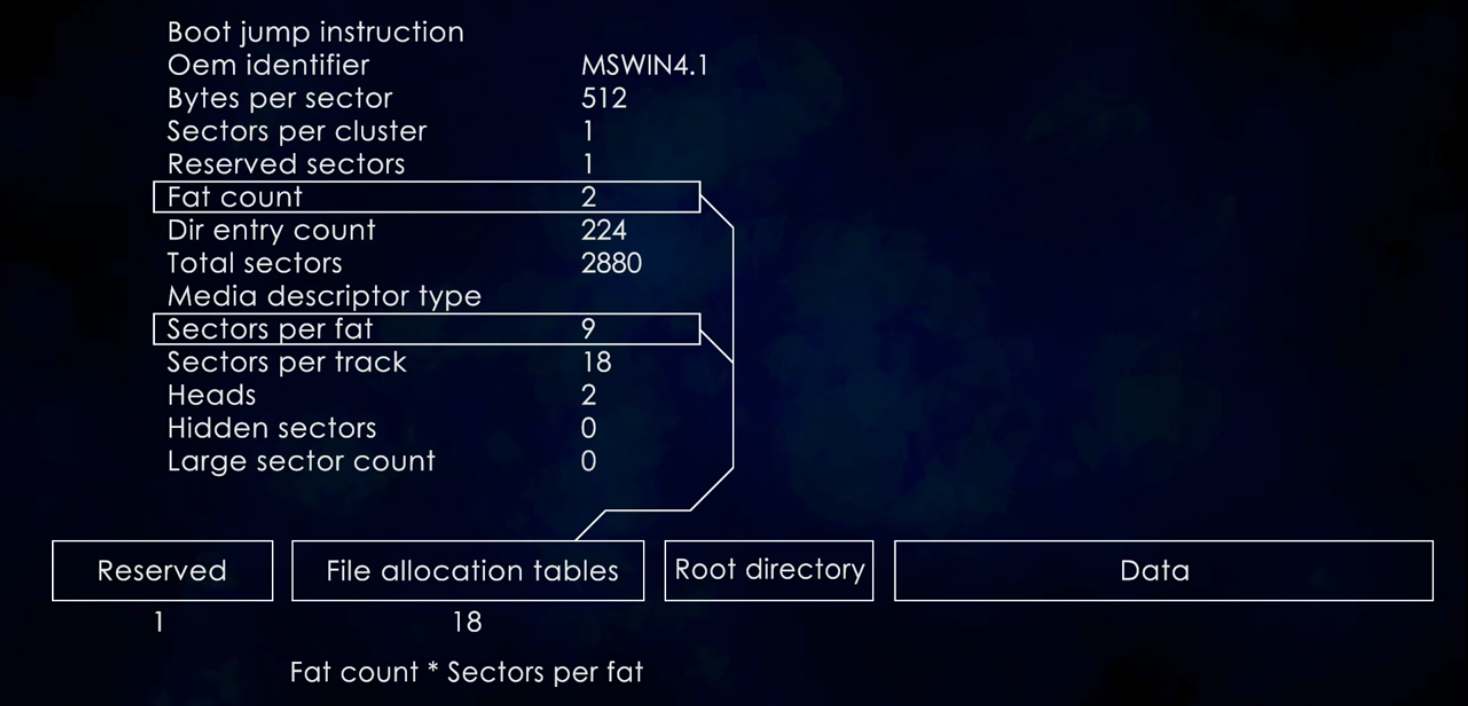 Boot jump instruction
Oem identifier MSWIN4.1
Bytes per sector 512
Sectors per cluster 1
Reserved sectors 1
Fat count 2
Dir entry count 224
Total sectors 2880
Media descriptor type
Sectors per fat 9
Sectors per track 18
Heads 2
Hidden sectors 0
Large sector count 0
Reserved File allocation tables Root directory Data
1 18
Fat count * Sectors per fat